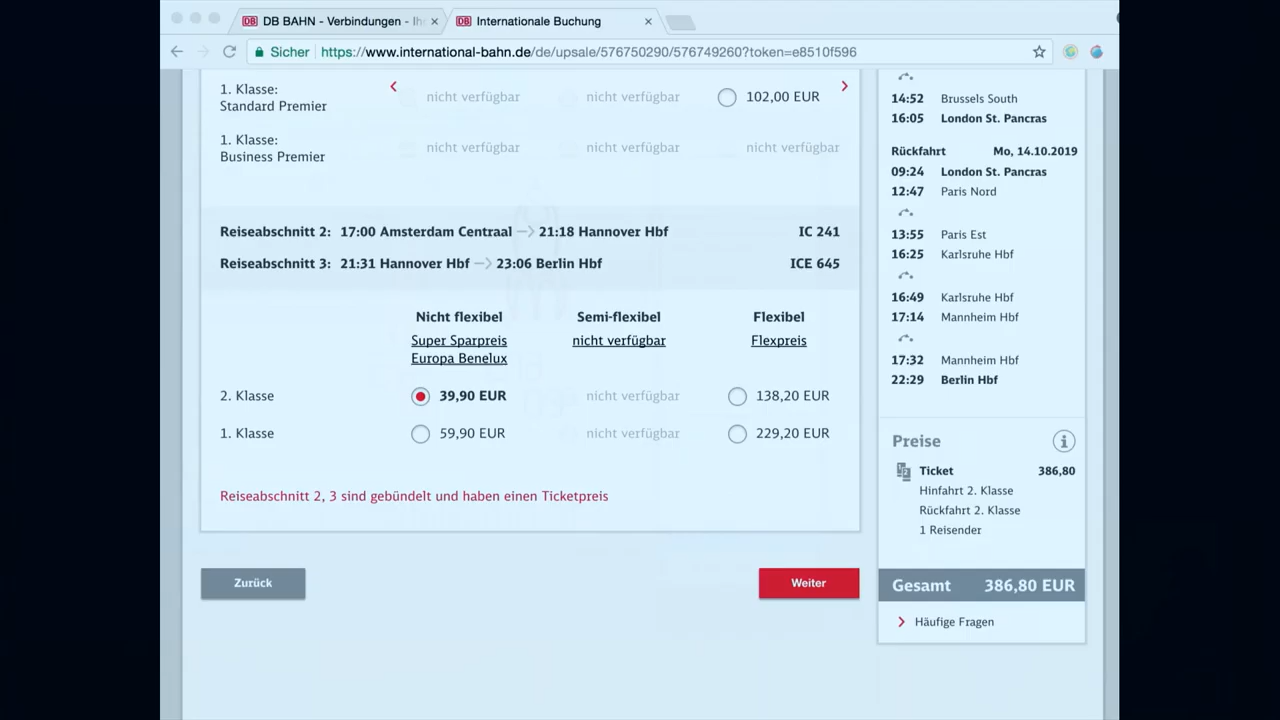 DB BAHN - Verbindungen - Ih
Internationale Buchung
Sicher https://www.international-bahn.de/de/upsale/576750290/576749260?token=e8510f596
1. Klasse:
Standard Premier
nicht verfügbar nicht verfügbar 102,00 EUR
1. Klasse:
Business Premier
nicht verfügbar nicht verfügbar nicht verfügbar
Reiseabschnitt 2: 17:00 Amsterdam Centraal 21:18 Hannover Hbf IC 241
Reiseabschnitt 3: 21:31 Hannover Hbf 23:06 Berlin Hbf ICE 645
Nicht flexibel Semi-flexibel Flexibel
Super Sparpreis nicht verfügbar Flexpreis
Europa Benelux
2. Klasse 39,90 EUR nicht verfügbar 138,20 EUR
1. Klasse 59,90 EUR nicht verfügbar 229,20 EUR
Reiseabschnitt 2, 3 sind gebündelt und haben einen Ticketpreis
Zurück
Weiter
14:52 Brussels South
16:05 London St. Pancras
Rückfahrt Mo, 14.10.2019
09:24 London St. Pancras
12:47 Paris Nord
13:55 Paris Est
16:25 Karlsruhe Hbf
16:49 Karlsruhe Hbf
17:14 Mannheim Hbf
17:32 Mannheim Hbf
22:29 Berlin Hbf
Preise
Ticket 386,80
Hinfahrt 2. Klasse
Rückfahrt 2. Klasse
1 Reisender
Gesamt 386,80 EUR
Häufige Fragen